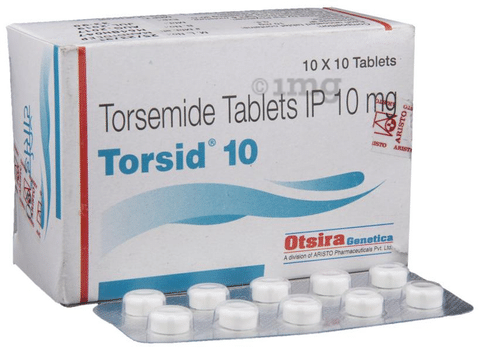 10 X 10 Tablets
© 1mg
Torsemide Tablets IP 10 mg
Torsid® 10
ARISTO
Otsira Genetica
A division of ARISTO Pharmaceuticals Pvt. Ltd.